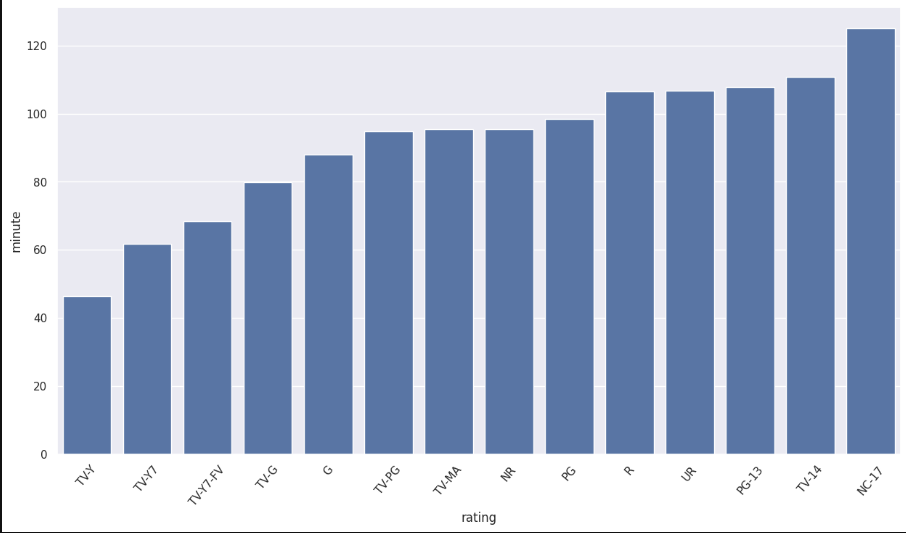 120
100
80
60
40
20
0
minute
TV-Y
TV-Y7
TV-Y7-FV
TV-G
G
TV-PG
TV-MA
NR
PG
R
UR
PG-13
TV-14
NC-17
rating